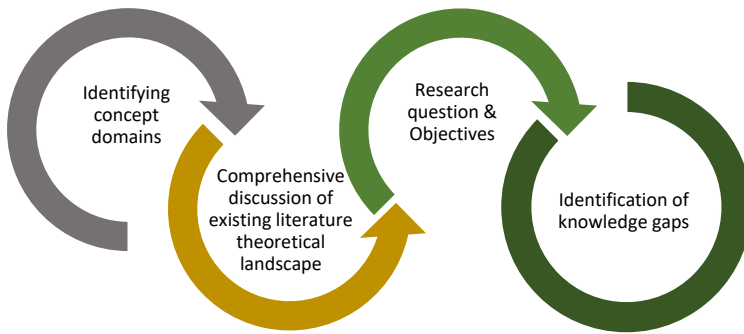 Identifying
concept
domains
Comprehensive
discussion of
existing literature
theoretical
landscape
Research
question &
Objectives
Identification of
knowledge gaps